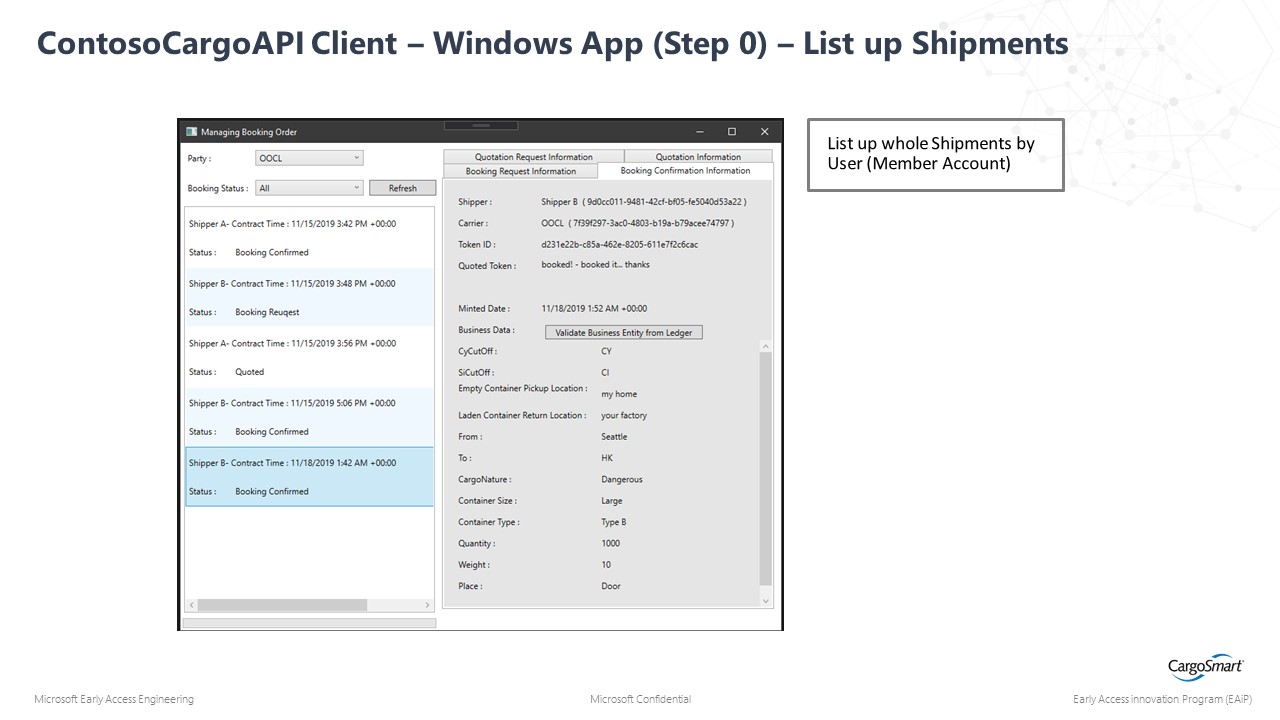 ContosoCargoAPI Client – Windows App (Step 0) – List up Shipments
Managing Booking Order
Party : OOCL
Booking Status : All Refresh
Shipper A- Contract Time : 11/15/2019 3:42 PM +00:00
Status : Booking Confirmed
Shipper B- Contract Time : 11/15/2019 3:48 PM +00:00
Status : Booking Reuqest
Shipper A- Contract Time : 11/15/2019 3:56 PM +00:00
Status : Quoted
Shipper B- Contract Time : 11/15/2019 5:06 PM +00:00
Status : Booking Confirmed
Shipper B- Contract Time : 11/18/2019 1:42 AM +00:00
Status : Booking Confirmed
Quotation Request Information Quotation Information
Booking Request Information Booking Confirmation Information
Shipper : Shipper B ( 9d0cc011-9481-42cf-bf05-fe5040d53a22 )
Carrier : OOCL ( 7f39f297-3ac0-4803-b19a-b79acee74797 )
Token ID : d231e22b-c85a-462e-8205-611e7f2c6cac
Quoted Token : booked! - booked it... thanks
Minted Date : 11/18/2019 1:52 AM +00:00
Business Data : Validate Business Entity from Ledger
CyCutOff : CY
SiCutOff : CI
Empty Container Pickup Location : my home
Laden Container Return Location : your factory
From : Seattle
To : HK
CargoNature : Dangerous
Container Size : Large
Container Type : Type B
Quantity : 1000
Weight : 10
Place : Door
List up whole Shipments by
User (Member Account)
CargoSmart
Microsoft Early Access Engineering
Microsoft Confidential
Early Access innovation Program (EAiP)